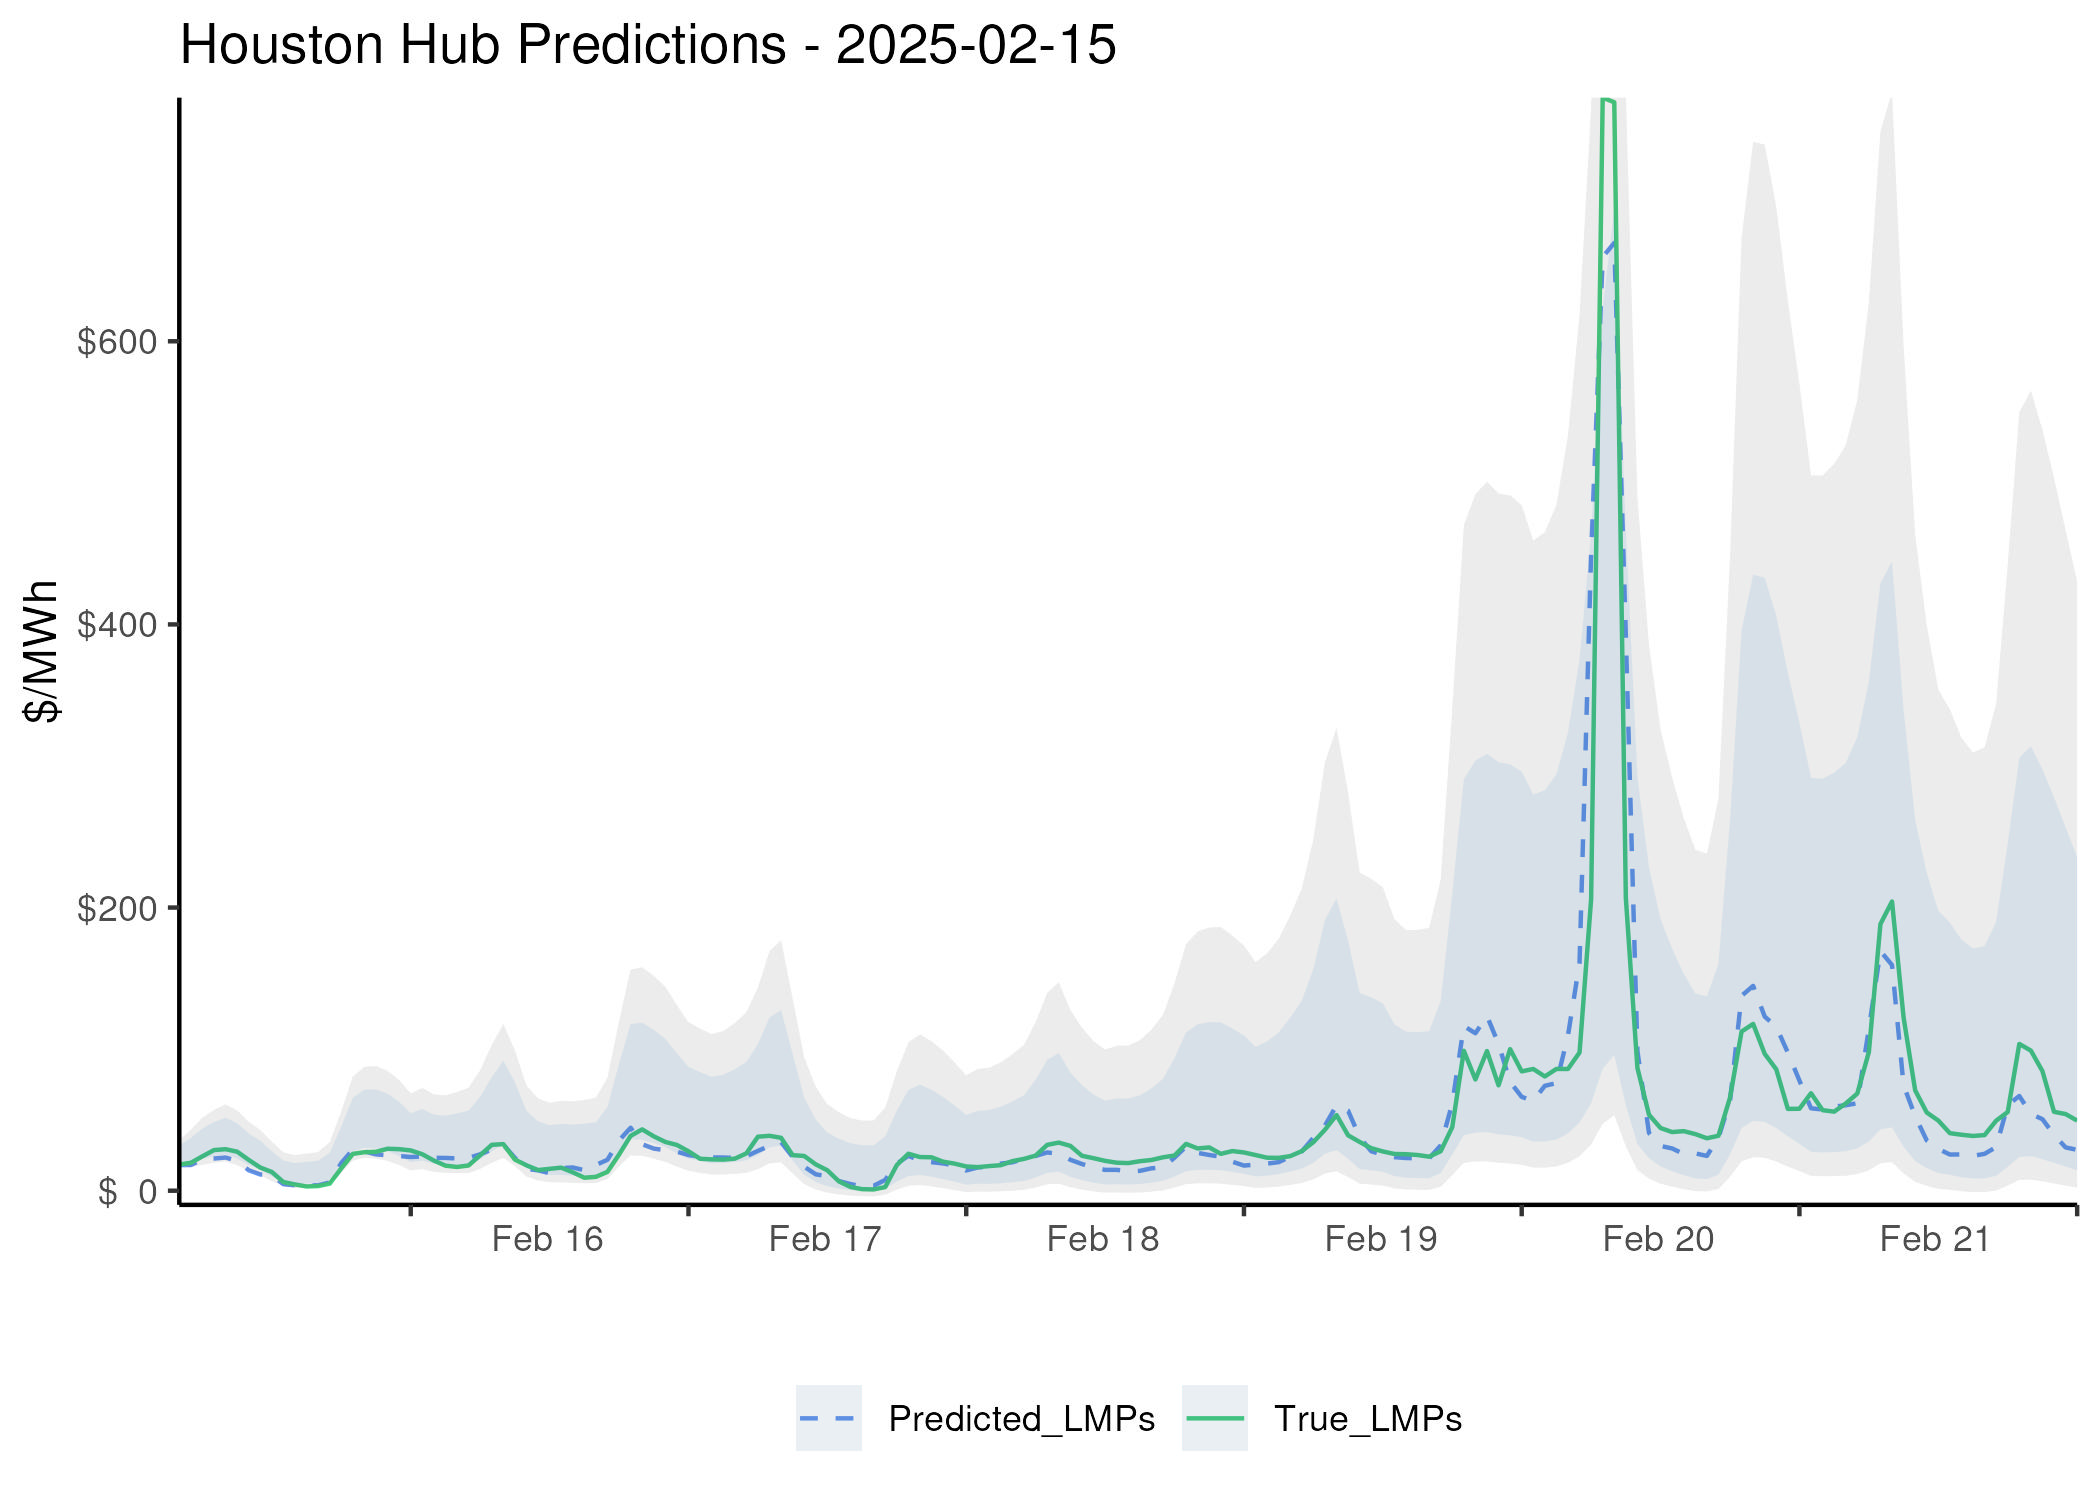 Houston Hub Predictions - 2025-02-15
$/MWh
$600
$400
$200
$ 0
Feb 16
Feb 17
Feb 18
Feb 19
Feb 20
Feb 21
Predicted_LMPs
True_LMPs